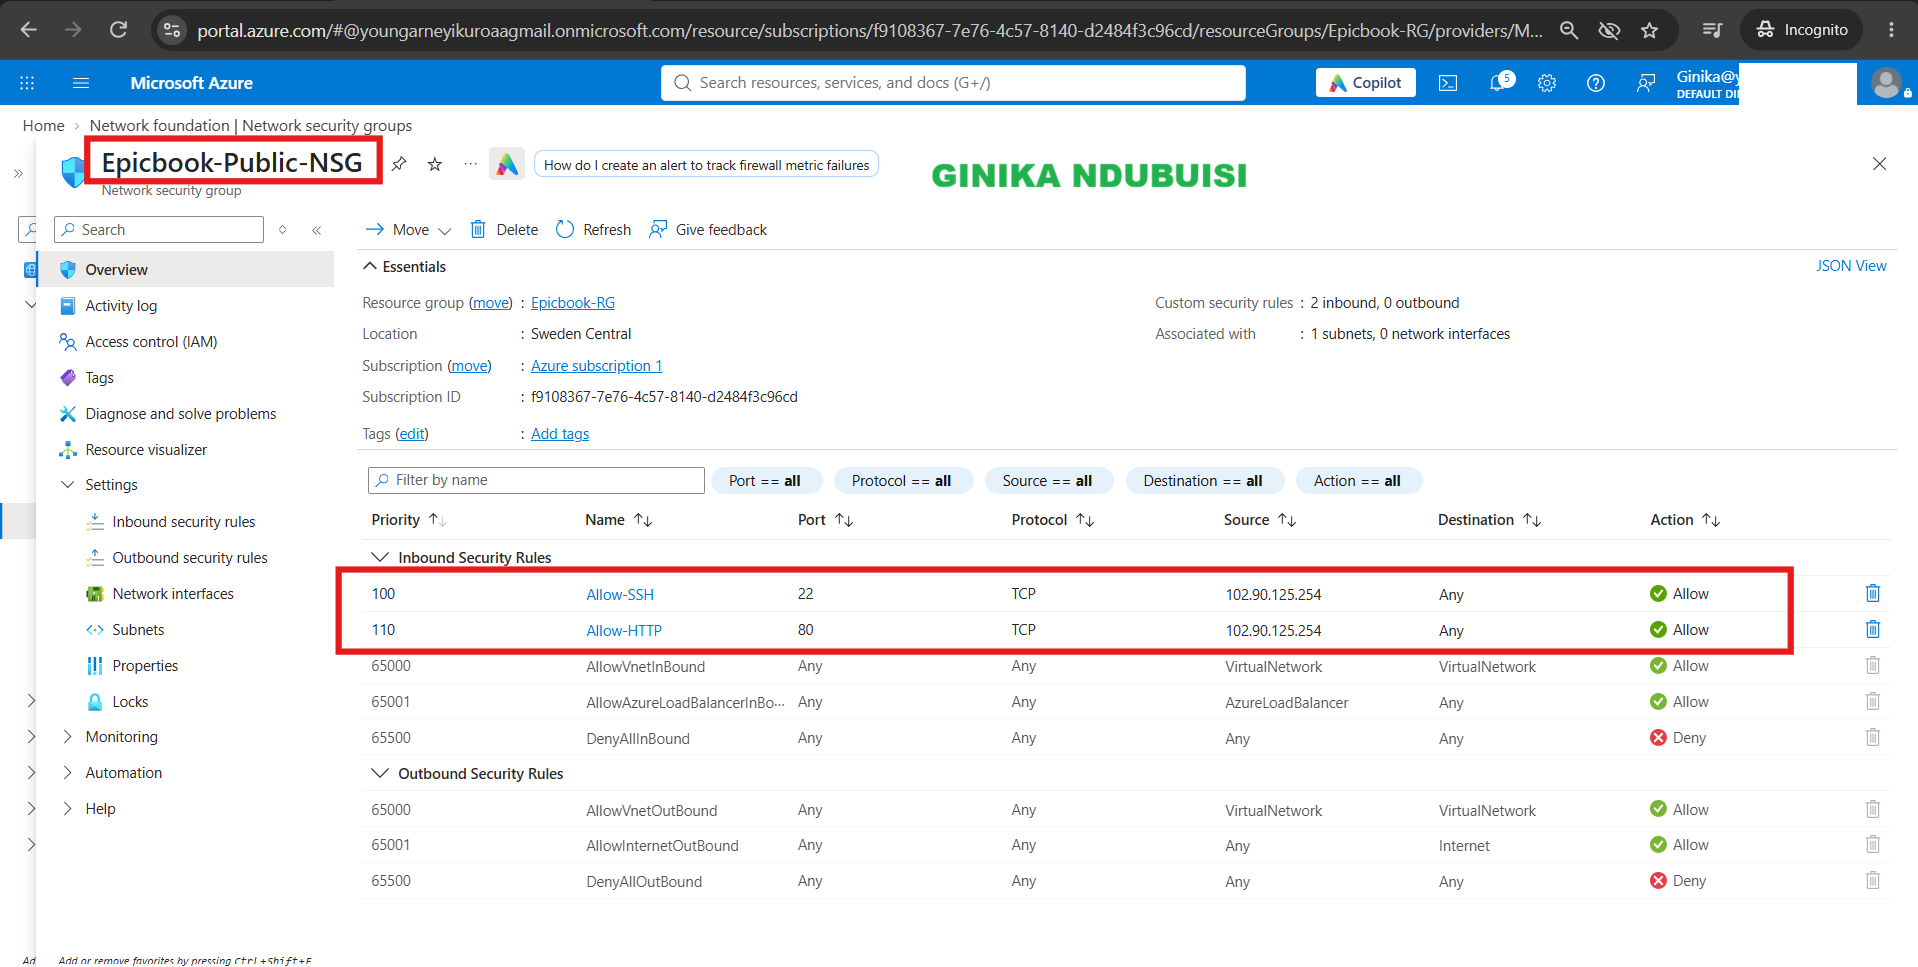 portal.azure.com/#@youngarneyikuroaagmail.onmicrosoft.com/resource/subscriptions/f9108367-7e76-4c57-8140-d2484f3c96cd/resourceGroups/Epicbook-RG/providers/M...
Incognito
Microsoft Azure
Search resources, services, and docs (G+/)
Copilot
5
Ginika@y
DEFAULT DI
Home > Network foundation | Network security groups
Epicbook-Public-NSG
Network security group
How do I create an alert to track firewall metric failures
GINIKA NDUBUISI
Search
Move
Delete
Refresh
Give feedback
Overview
Activity log
Access control (IAM)
Tags
Diagnose and solve problems
Resource visualizer
Settings
Inbound security rules
Outbound security rules
Network interfaces
Subnets
Properties
Locks
Monitoring
Automation
Help
Ad
Add or remove favorites by pressing Ctrl+Shift+F
Essentials
JSON View
Resource group (move) : Epicbook-RG
Location : Sweden Central
Subscription (move) : Azure subscription 1
Subscription ID : f9108367-7e76-4c57-8140-d2484f3c96cd
Tags (edit) : Add tags
Custom security rules : 2 inbound, 0 outbound
Associated with : 1 subnets, 0 network interfaces
Filter by name
Port == all
Protocol == all
Source == all
Destination == all
Action == all
Priority Name Port Protocol Source Destination Action
Inbound Security Rules
100 Allow-SSH 22 TCP 102.90.125.254 Any Allow
110 Allow-HTTP 80 TCP 102.90.125.254 Any Allow
65000 AllowVnetInBound Any Any VirtualNetwork VirtualNetwork Allow
65001 AllowAzureLoadBalancerInBo... Any Any AzureLoadBalancer Any Allow
65500 DenyAllInBound Any Any Any Any Deny
Outbound Security Rules
65000 AllowVnetOutBound Any Any VirtualNetwork VirtualNetwork Allow
65001 AllowInternetOutBound Any Any Any Internet Allow
65500 DenyAllOutBound Any Any Any Any Deny